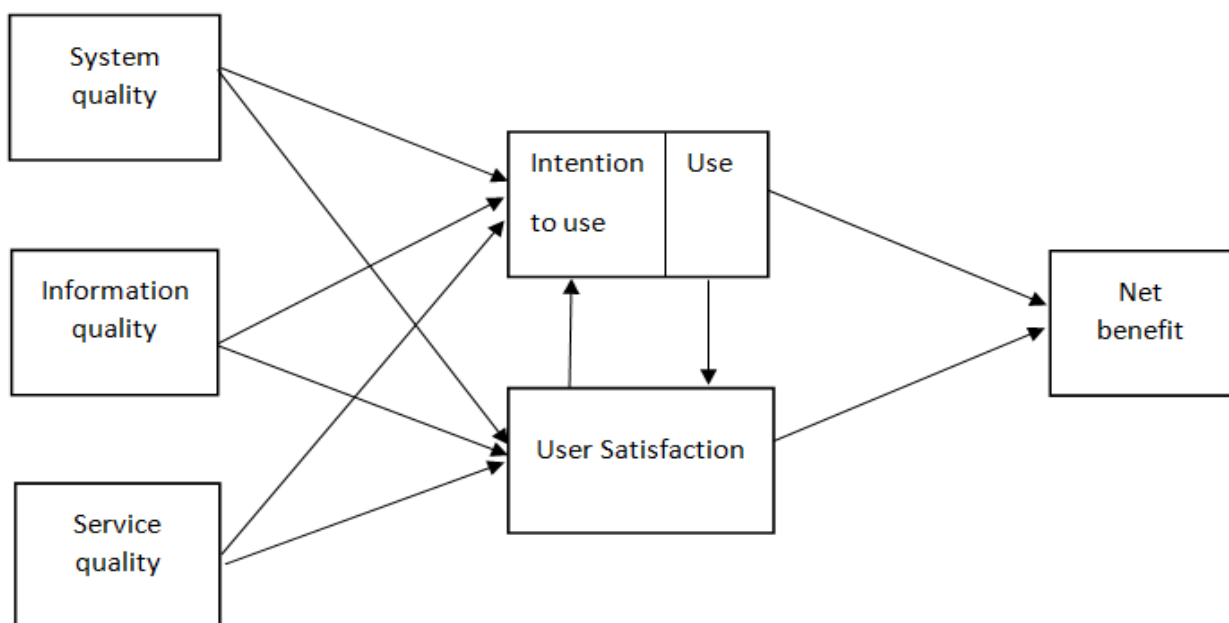 System
quality
Intention
to use
Use
Information
quality
Net
benefit
User Satisfaction
Service
quality